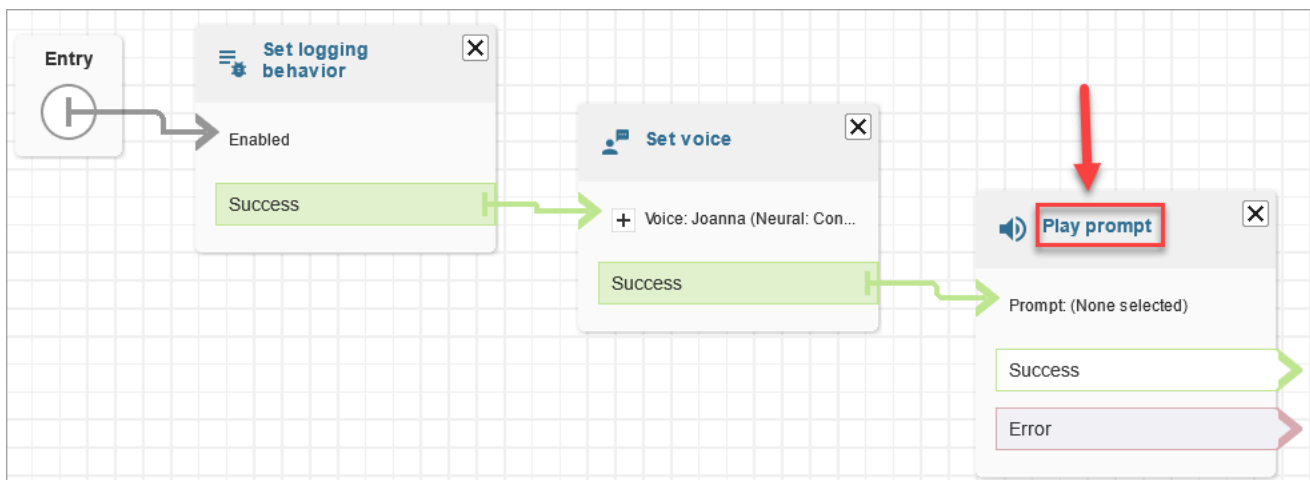 Entry
Set logging
behavior
Enabled
Success
Set voice
Voice: Joanna (Neural: Con...
Success
Play prompt
Prompt: (None selected)
Success
Error